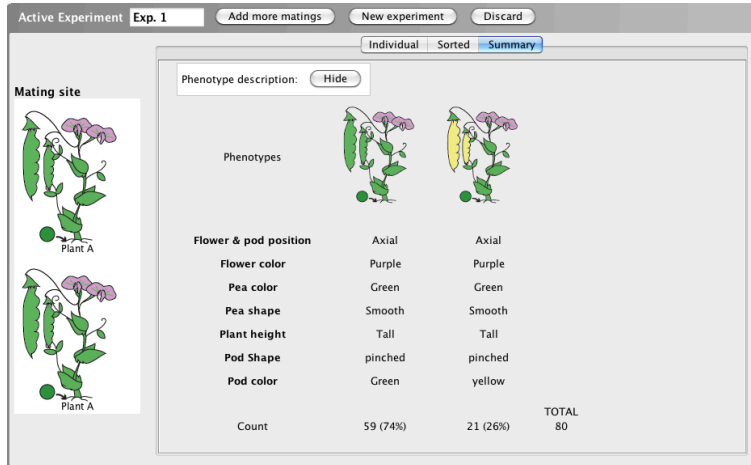 Active Experiment Exp. 1 Add more matings New experiment Discard
Individual Sorted Summary
Phenotype description: Hide
Mating site
Phenotypes
Plant A
Flower & pod position Axial Axial
Flower color Purple Purple
Pea color Green Green
Pea shape Smooth Smooth
Plant height Tall Tall
Pod Shape pinched pinched
Pod color Green yellow
Plant A
TOTAL
Count 59 (74%) 21 (26%) 80